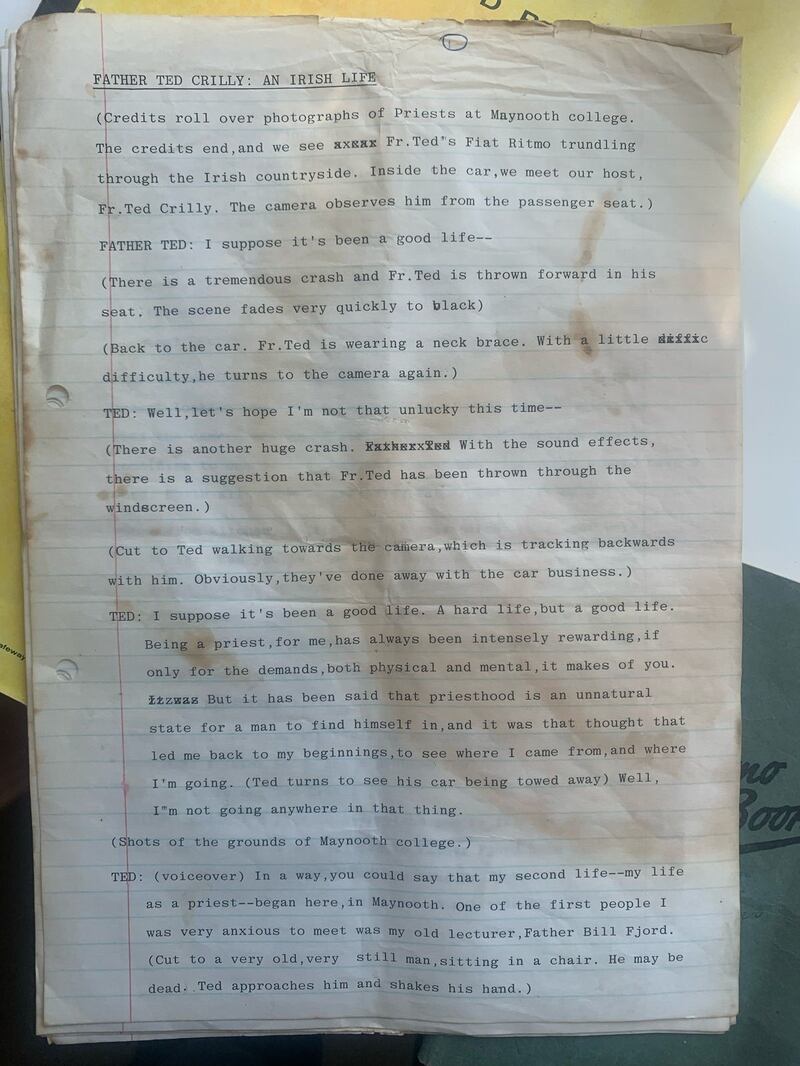 FATHER TED CRILLY: AN IRISH LIFE
(Credits roll over photographs of Priests at Maynooth college.
The credits end,and we see Fr.Ted"s Fiat Ritmo trundling
through the Irish countryside. Inside the car,we meet our host,
Fr.Ted Crilly. The camera observes him from the passenger seat.)
FATHER TED: I suppose it's been a good life--
(There is a tremendous crash and Fr.Ted is thrown forward in his
seat. The scene fades very quickly to black)
(Back to the car. Fr.Ted is wearing a neck brace. With a little diffic
difficulty,he turns to the camera again.)
TED: Well,let's hope I'm not that unlucky this time--
(There is another huge crash. With the sound effects,
there is a suggestion that Fr.Ted has been thrown through the
windscreen.)
(Cut to Ted walking towards the camera,which is tracking backwards
with him. Obviously,they've done away with the car business.)
TED: I suppose it's been a good life. A hard life,but a good life.
Being a priest,for me,has always been intensely rewarding,if
only for the demands,both physical and mental,it makes of you.
But it has been said that priesthood is an unnatural
state for a man to find himself in,and it was that thought that
led me back to my beginnings,to see where I came from,and where
I'm going. (Ted turns to see his car being towed away) Well,
I"m not going anywhere in that thing.
(Shots of the grounds of Maynooth college.)
TED: (voiceover) In a way,you could say that my second life--my life
as a priest--began here,in Maynooth. One of the first people I
was very anxious to meet was my old lecturer,Father Bill Fjord.
(Cut to a very old,very still man,sitting in a chair. He may be
dead. Ted approaches him and shakes his hand.)